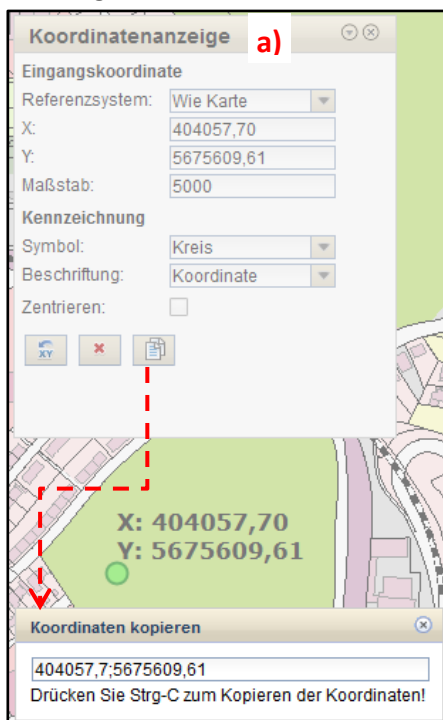 Koordinatenanzeige a)
Eingangskoordinate
Referenzsystem: Wie Karte
X: 404057,70
Y: 5675609,61
Maßstab: 5000
Kennzeichnung
Symbol: Kreis
Beschriftung: Koordinate
Zentrieren:
XY
X: 404057,70
Y: 5675609,61
Koordinaten kopieren
404057,7;5675609,61
Drücken Sie Strg-C zum Kopieren der Koordinaten!